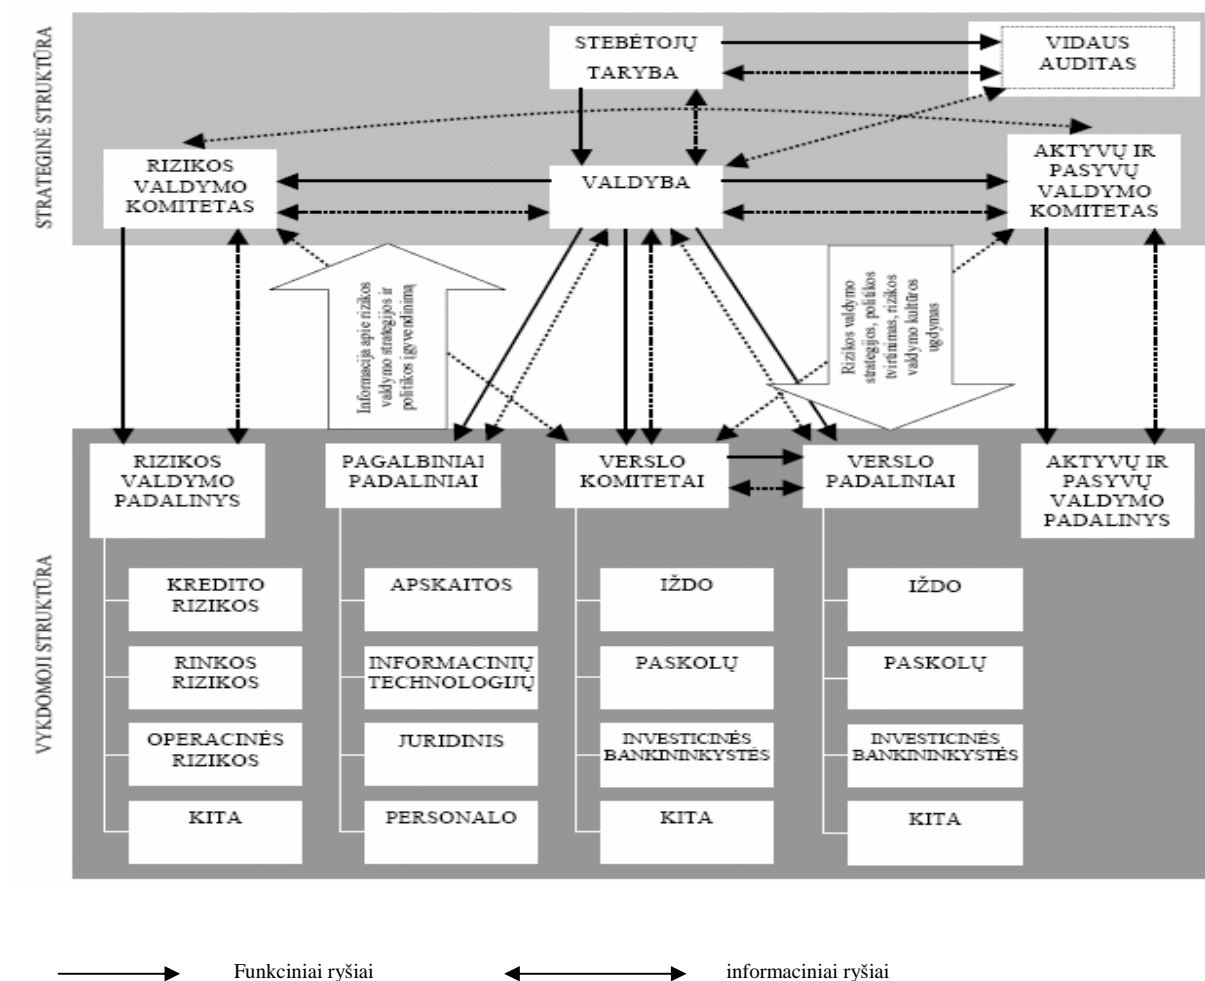 STRATEGINĖ STRUKTŪRA
STEBĖTOJŲ
TARYBA
VIDAUS
AUDITAS
RIZIKOS
VALDYMO
KOMITETAS
VALDYBA
AKTYVŲ IR
PASYVŲ
VALDYMO
KOMITETAS
Informacija apie rizikos
valdymo strategijos ir
politikos įgyvendinimą
Rizikos valdymo
strategijos, politikos
tvirtinimas, rizikos
valdymo kultūros
ugdymas
VYKDOMOJI STRUKTŪRA
RIZIKOS
VALDYMO
PADALINYS
PAGALBINIAI
PADALINIAI
VERSLO
KOMITETAI
VERSLO
PADALINIAI
AKTYVŲ IR
PASYVŲ
VALDYMO
PADALINYS
KREDITO
RIZIKOS
APSKAITOS
IŽDO
IŽDO
RINKOS
RIZIKOS
INFORMACINIŲ
TECHNOLOGIJŲ
PASKOLŲ
PASKOLŲ
OPERACINĖS
RIZIKOS
JURIDINIS
INVESTICINĖS
BANKININKYSTĖS
INVESTICINĖS
BANKININKYSTĖS
KITA
PERSONALO
KITA
KITA
Funkciniai ryšiai
informaciniai ryšiai